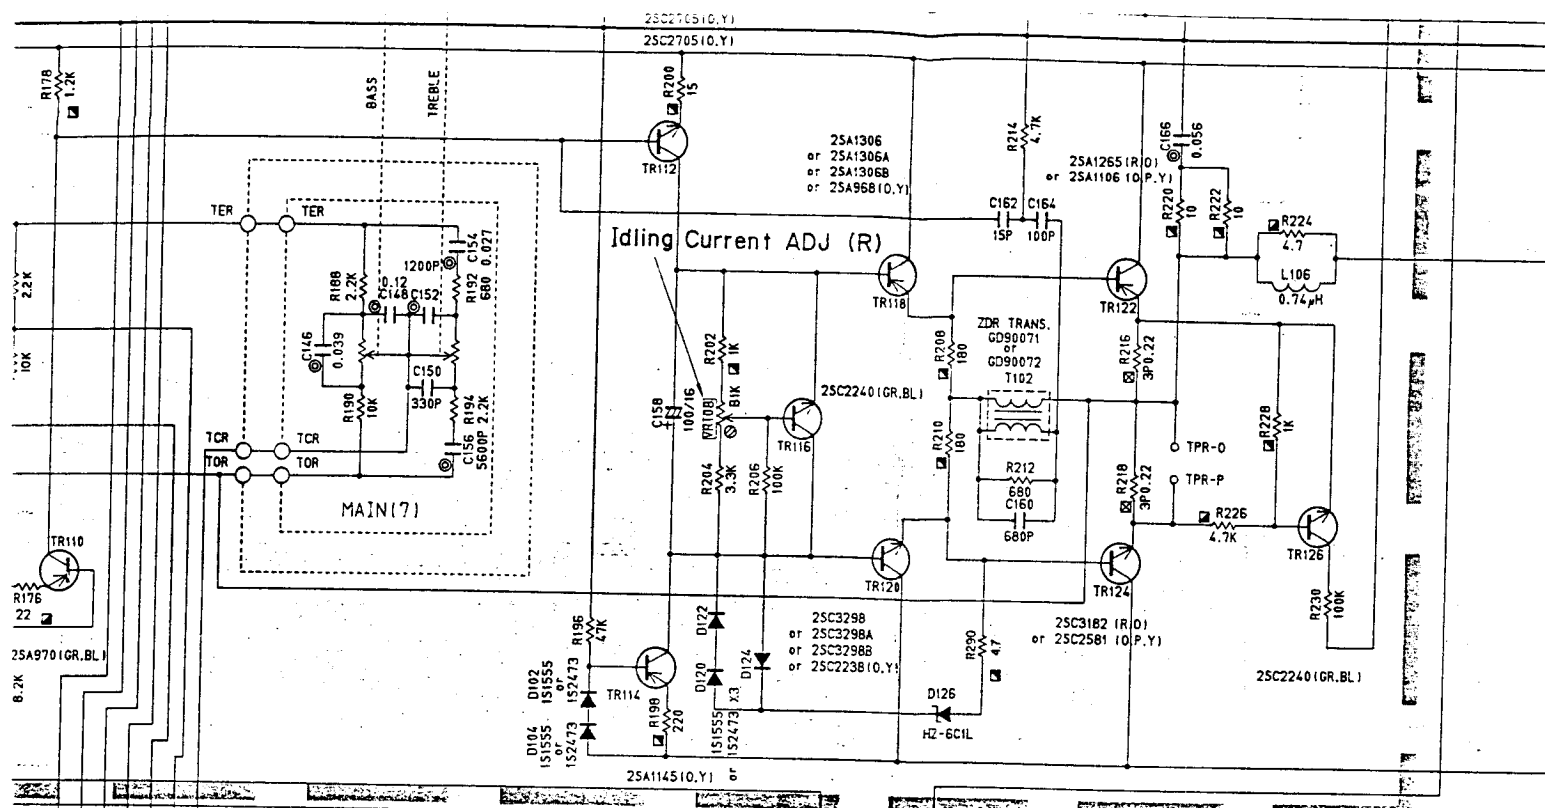 2SC2705(O,Y)
2SC2705(O,Y)
R178
1.2K
BASS
TREBLE
R200
15
TR112
2SA1306
or 2SA1306A
or 2SA1306B
or 2SA968(O,Y)
R214
4.7K
C166
0.056
2SA1265(R,O)
or 2SA1106 (O,P,Y)
R220
10
R222
10
R224
4.7
L106
0.74μH
TER
TER
C154
0.027
1200P
R192
680
R188
2.2K
0.12
C148
C152
C162
15P
C164
100P
Idling Current ADJ (R)
TR118
TR122
2.2K
10K
C146
0.039
C150
330P
R190
10K
R194
2.2K
C156
5600P
R202
1K
VR108
B1K
C158
100/16
2SC2240(GR,BL)
TR116
R204
3.3K
R206
100K
R208
180
R210
180
ZDR TRANS.
GD90071
or
GD90072
T102
R212
680
C160
680P
R216
3P0.22
R218
3P0.22
TPR-O
TPR-P
R228
1K
R226
4.7K
TR126
TCR
TCR
TOR
TOR
MAIN(7)
TR110
R176
22
2SA970(GR,BL)
8.2K
TR120
TR124
R196
47K
D102
1S1555
or
1S2473
D104
1S1555
or
1S2473
TR114
R198
220
D122
D120
D124
1S1555 or
1S2473 X3
2SC3298
or 2SC3298A
or 2SC3298B
or 2SC2238(O,Y)
R290
4.7
2SC3182 (R,O)
or 2SC2581 (O,P,Y)
D126
HZ-6C1L
R230
100K
2SC2240(GR,BL)
2SA1145(O,Y)